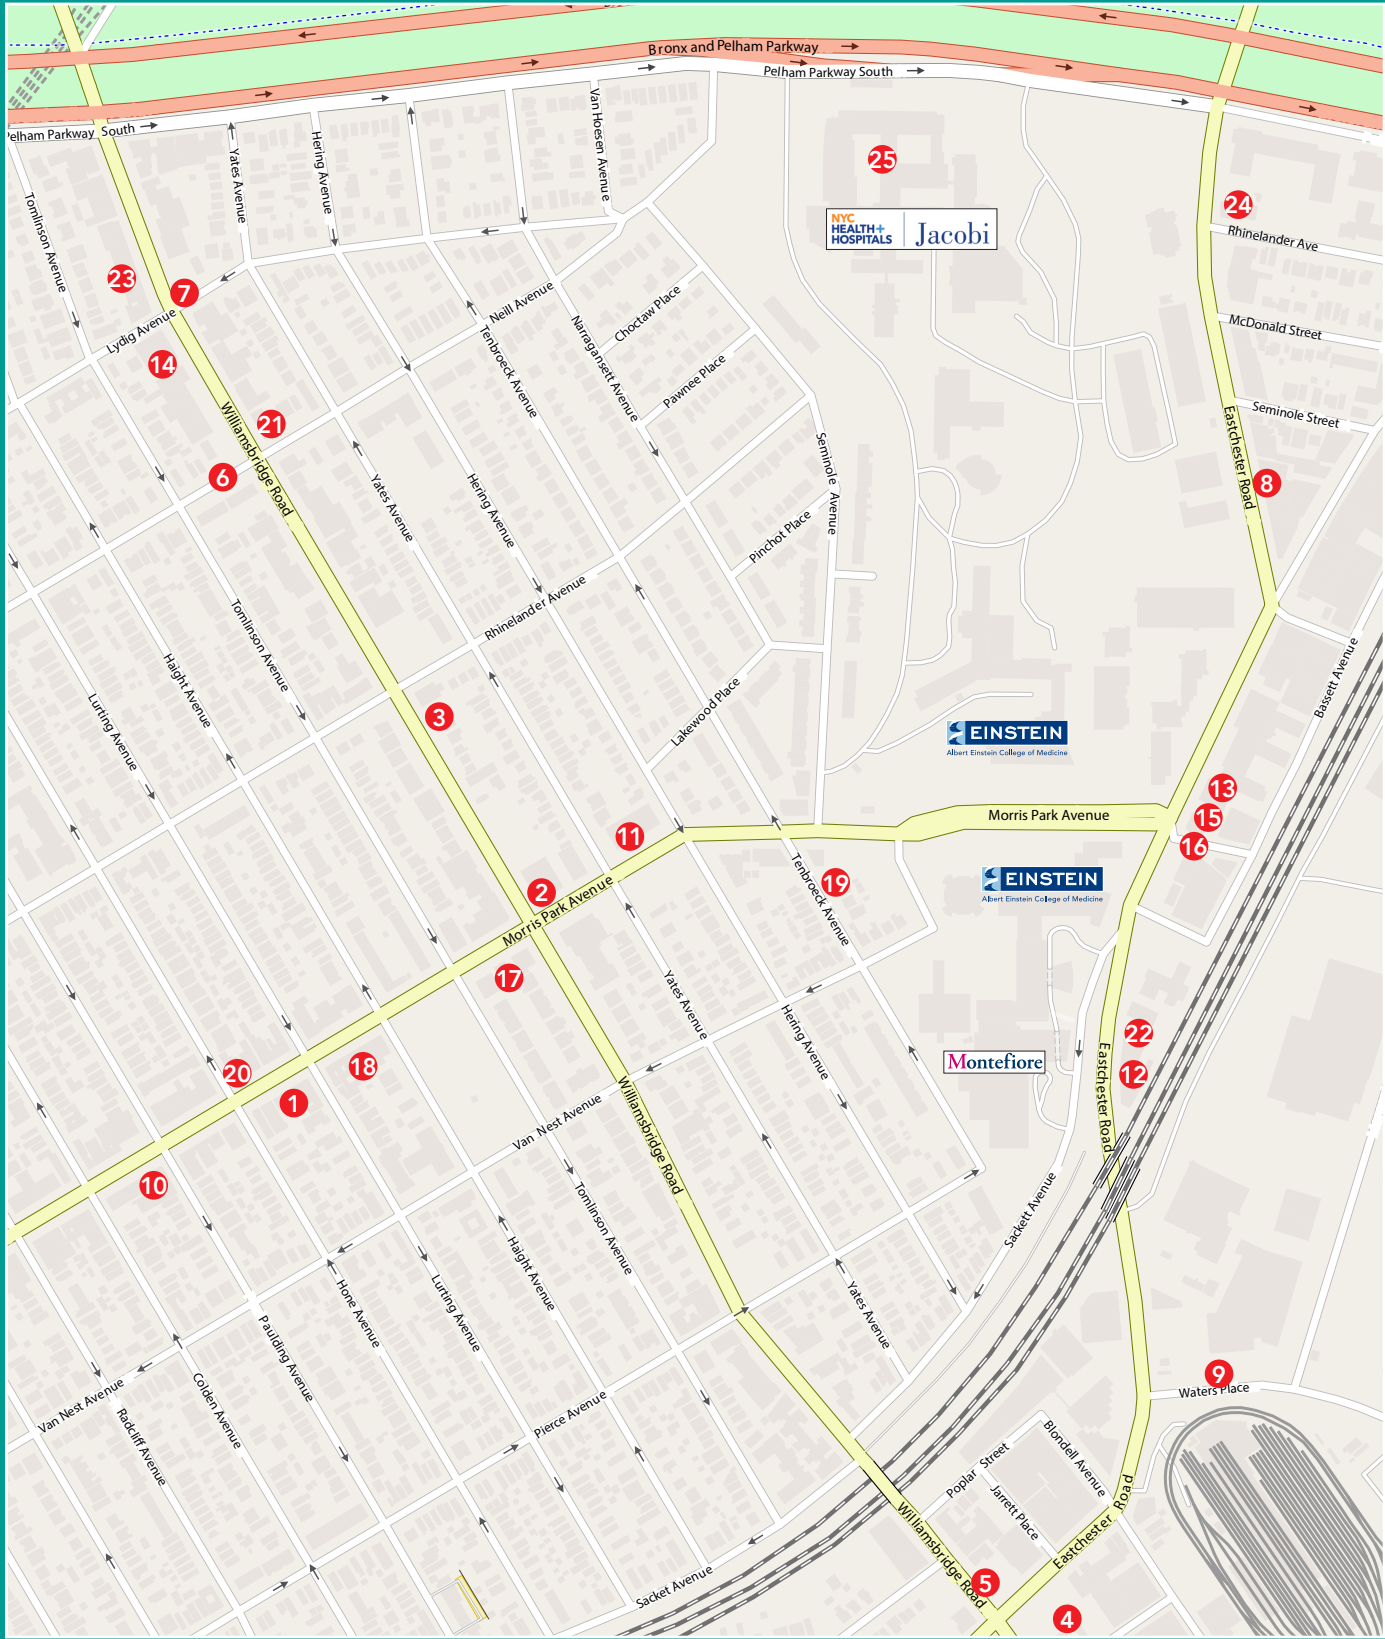 Bronx and Pelham Parkway
Pelham Parkway South
Pelham Parkway South
Van Hoesen Avenue
Hering Avenue
Yates Avenue
25
24
NYC
HEALTH+
HOSPITALS
Jacobi
Rhinelander Ave
Tomlinson Avenue
23
7
Lydig Avenue
Neill Avenue
Choctaw Place
McDonald Street
14
Tenbroeck Avenue
Narragansett Avenue
Pawnee Place
Seminole Street
21
Williamsbridge Road
Eastchester Road
6
8
Yates Avenue
Hering Avenue
Seminole Avenue
Pinchot Place
Rhinelander Avenue
Tomlinson Avenue
Haight Avenue
Lurting Avenue
Bassett Avenue
Lakewood Place
3
EINSTEIN
Albert Einstein College of Medicine
13
15
16
Morris Park Avenue
11
2
Morris Park Avenue
Tenbroeck Avenue
19
EINSTEIN
Albert Einstein College of Medicine
17
Yates Avenue
Hering Avenue
22
12
Montefiore
Eastchester Road
20
18
1
Williamsbridge Road
Van Nest Avenue
10
Tomlinson Avenue
Sackett Avenue
Haight Avenue
Lurting Avenue
Hone Avenue
Yates Avenue
Paulding Avenue
Colden Avenue
Van Nest Avenue
Radcliff Avenue
Pierce Avenue
9
Waters Place
Blondell Avenue
Poplar Street
Jarrett Place
Eastchester Road
Williamsbridge Road
Sacket Avenue
5
4